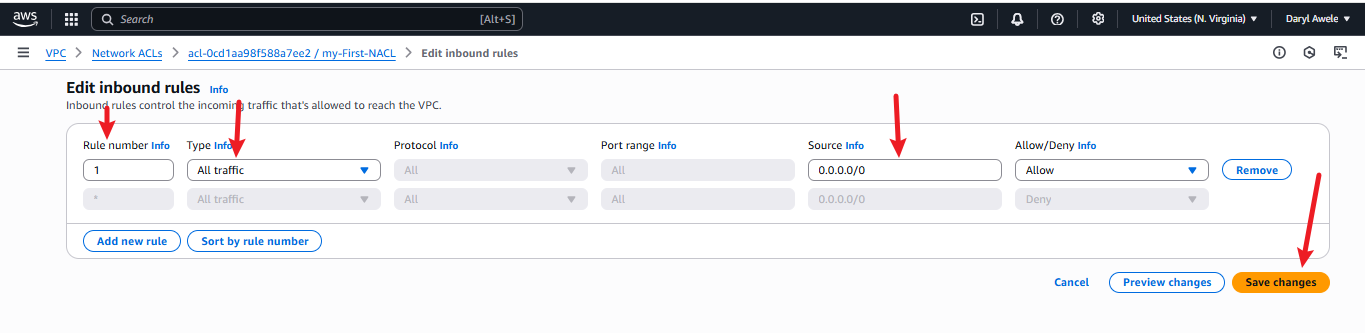 aws Search [Alt+S] United States (N. Virginia) Daryl Awele
VPC > Network ACLs > acl-0cd1aa98f588a7ee2 / my-First-NACL > Edit inbound rules
Edit inbound rules Info
Inbound rules control the incoming traffic that's allowed to reach the VPC.
Rule number Info Type Info Protocol Info Port range Info Source Info Allow/Deny Info
1 All traffic All All 0.0.0.0/0 Allow Remove
* All traffic All All 0.0.0.0/0 Deny
Add new rule Sort by rule number
Cancel Preview changes Save changes